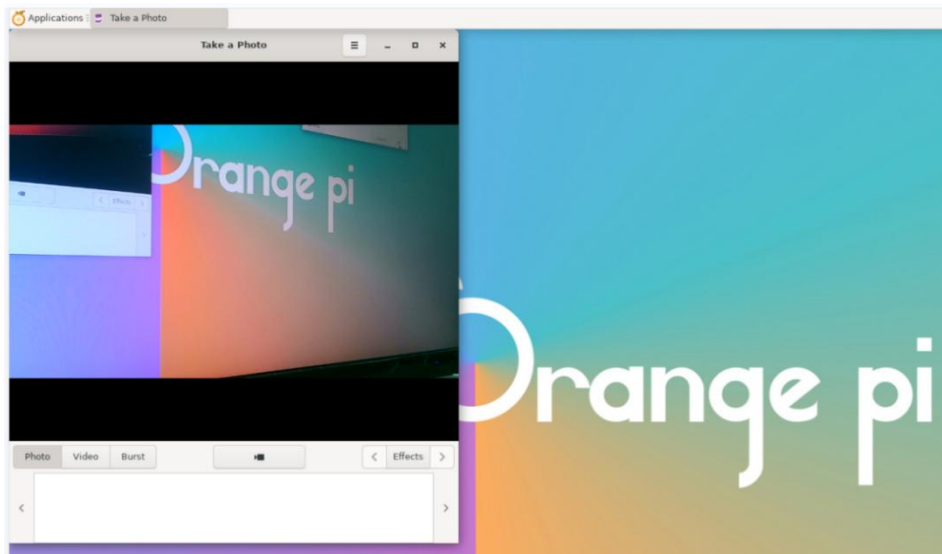 Applications
Take a Photo
Take a Photo
Orange pi
Effects
Photo
Video
Burst
Effects
Orange pi